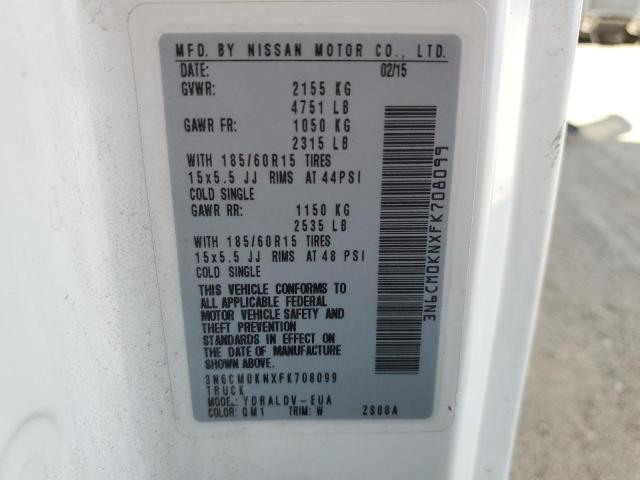 MFD. BY NISSAN MOTOR CO., LTD.
DATE: 02/15
GVWR: 2155 KG
4751 LB
GAWR FR: 1050 KG
2315 LB
WITH 185/60R15 TIRES
15x5.5 JJ RIMS AT 44PSI
COLD SINGLE
GAWR RR: 1150 KG
2535 LB
WITH 185/60R15 TIRES
15x5.5 JJ RIMS AT 48 PSI
COLD SINGLE
THIS VEHICLE CONFORMS TO
ALL APPLICABLE FEDERAL
MOTOR VEHICLE SAFETY AND
THEFT PREVENTION
STANDARDS IN EFFECT
ON THE DATE OF MANUFACTURE
SHOWN ABOVE.
3N6CM0KNXFK708099
TRUCK
MODEL: YDRALDV-EUA
COLOR: QM1 TRIM: W 2S00A
3N6CM0KNXFK708099